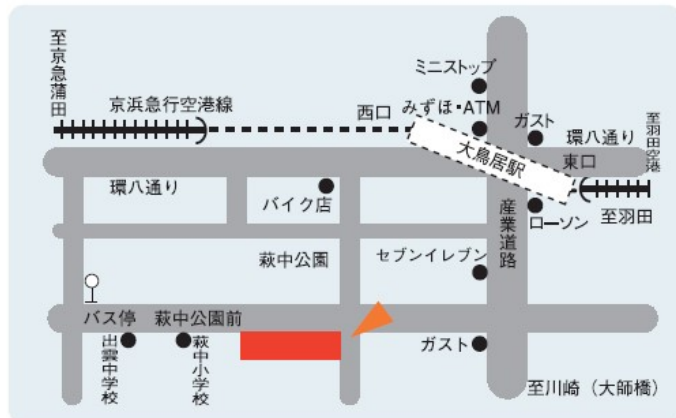 至京急蒲田
京浜急行空港線
西口
ミニストップ
みずほ・ATM
ガスト
環八通り
至羽田空港
大鳥居駅
東口
環八通り
バイク店
産業道路
ローソン
至羽田
萩中公園
セブンイレブン
バス停 萩中公園前
出雲中学校
萩中小学校
ガスト
至川崎（大師橋）